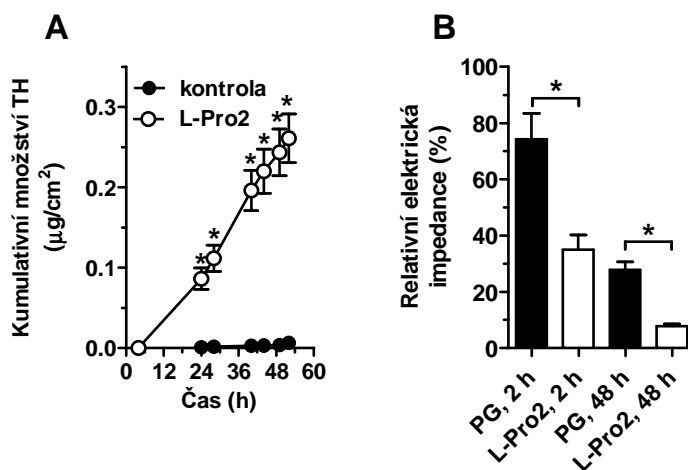 A
Kumulativní množství TH
(µg/cm²)
0.3
0.2
0.1
0.0
kontrola
L-Pro2
*
*
*
*
*
*
0
12
24
36
48
60
Čas (h)
B
Relativní elektrická
impedance (%)
100
80
60
40
20
0
*
*
PG, 2 h
L-Pro2, 2 h
PG, 48 h
L-Pro2, 48 h